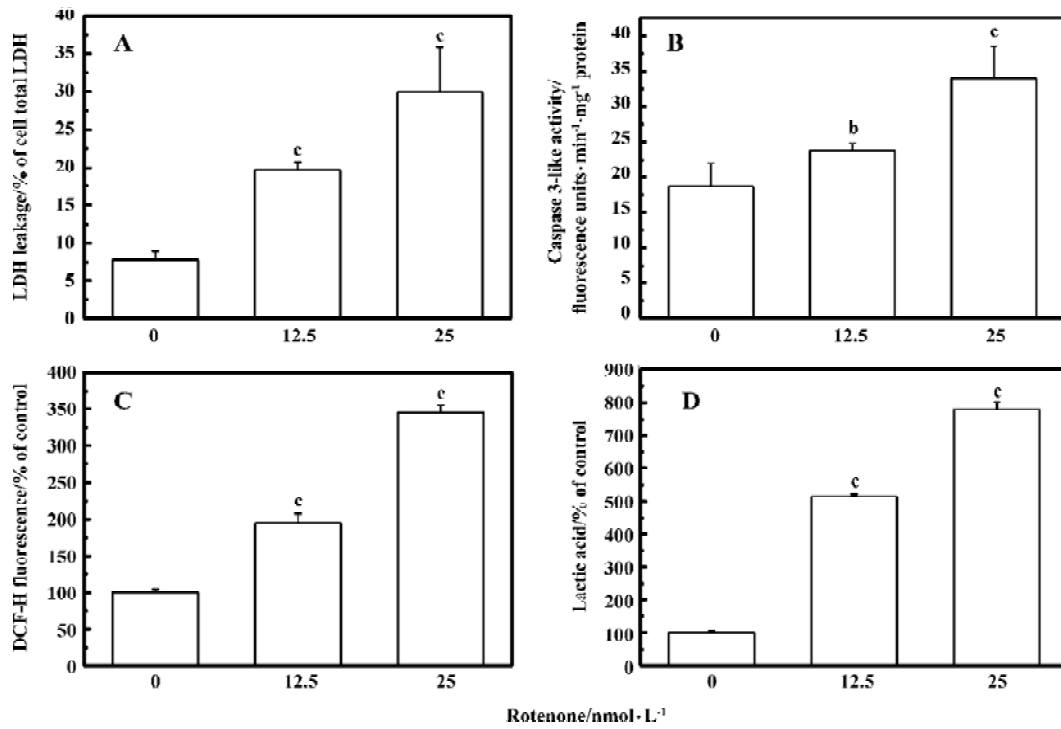 A
LDH leakage/% of cell total LDH
40
35
30
25
20
15
10
5
0
c
c
0 12.5 25
B
Caspase 3-like activity/
fluorescence units·min⁻¹·mg⁻¹ protein
40
35
30
25
20
15
10
5
0
b
c
0 12.5 25
C
DCF-H fluorescence/% of control
400
350
300
250
200
150
100
50
0
c
c
0 12.5 25
D
Lactic acid/% of control
900
800
700
600
500
400
300
200
100
0
c
c
0 12.5 25
Rotenone/nmol·L⁻¹